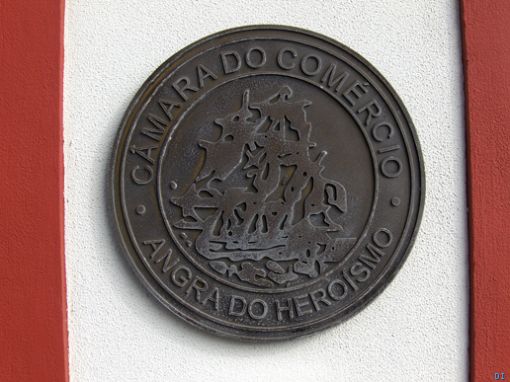 CÂMARA DO COMÉRCIO
ANGRA DO HEROÍSMO
DI